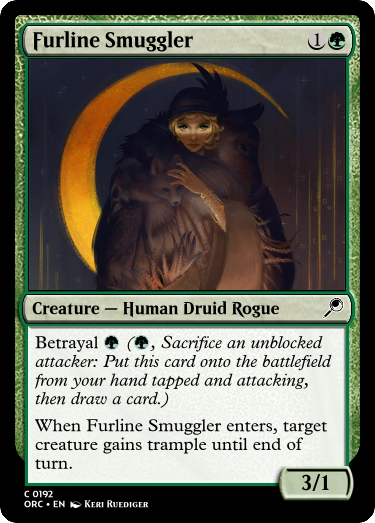 Furline Smuggler 1
Creature — Human Druid Rogue
Betrayal (, Sacrifice an unblocked
attacker: Put this card onto the battlefield
from your hand tapped and attacking,
then draw a card.)
When Furline Smuggler enters, target
creature gains trample until end of
turn.
3/1
C 0192
ORC • EN Keri Ruediger